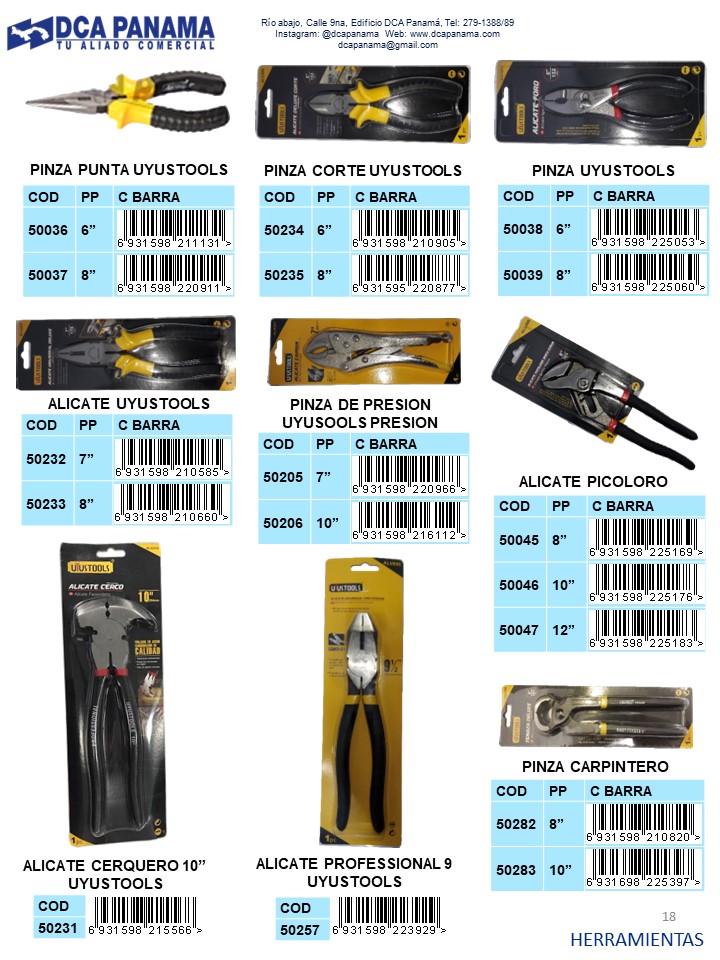 DCA PANAMA
TU ALIADO COMERCIAL
Río abajo, Calle 9na, Edificio DCA Panamá, Tel: 279-1388/89
Instagram: @dcapanama Web: www.dcapanama.com
dcapanama@gmail.com
PINZA PUNTA UYUSTOOLS
COD PP C BARRA
50036 6” 6 931598 211131 >
50037 8” 6 931598 220911 >
PINZA CORTE UYUSTOOLS
COD PP C BARRA
50234 6” 6 931598 210905 >
50235 8” 6 931595 220877 >
ALICATE FORD
PINZA UYUSTOOLS
COD PP C BARRA
50038 6” 6 931598 225053 >
50039 8” 6 931598 225060 >
ALICATE UYUSTOOLS
COD PP C BARRA
50232 7” 6 931598 210585 >
50233 8” 6 931598 210660 >
PINZA DE PRESION
UYUSOOLS PRESION
COD PP C BARRA
50205 7” 6 931598 220966 >
50206 10” 6 931598 216112 >
ALICATE PICOLORO
COD PP C BARRA
50045 8” 6 931598 225169 >
50046 10” 6 931598 225176 >
50047 12” 6 931598 225183 >
UYUSTOOLS
ALICATE CERCO
10"
CALIDAD
ALICATE CERQUERO 10”
UYUSTOOLS
COD
50231 6 931598 215566 >
UYUSTOOLS
9½"
1pc
ALICATE PROFESSIONAL 9
UYUSTOOLS
COD
50257 6 931598 223929 >
PINZA CARPINTERO
COD PP C BARRA
50282 8” 6 931598 210820 >
50283 10” 6 931698 225397 >
18
HERRAMIENTAS